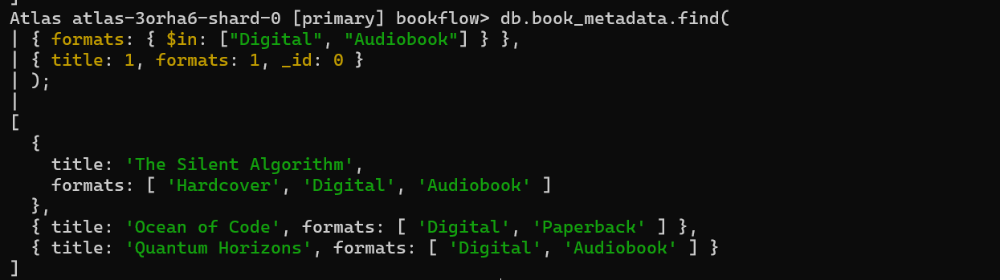 ]
Atlas atlas-3orha6-shard-0 [primary] bookflow> db.book_metadata.find(
| { formats: { $in: ["Digital", "Audiobook"] } },
| { title: 1, formats: 1, _id: 0 }
| );
|
[
  {
    title: 'The Silent Algorithm',
    formats: [ 'Hardcover', 'Digital', 'Audiobook' ]
  },
  { title: 'Ocean of Code', formats: [ 'Digital', 'Paperback' ] },
  { title: 'Quantum Horizons', formats: [ 'Digital', 'Audiobook' ] }
]